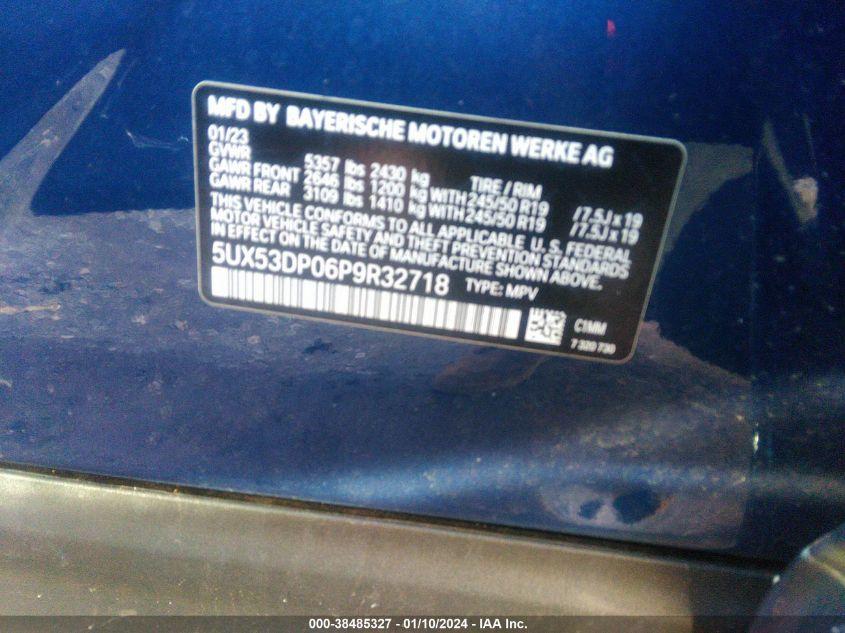 MFD BY BAYERISCHE MOTOREN WERKE AG
01/23
GVWR 5357 lbs 2430 kg TIRE / RIM
GAWR FRONT 2646 lbs 1200 kg WITH 245/50 R19 /7.5J x 19
GAWR REAR 3109 lbs 1410 kg WITH 245/50 R19 /7.5J x 19
THIS VEHICLE CONFORMS TO ALL APPLICABLE U.S. FEDERAL
MOTOR VEHICLE SAFETY AND THEFT PREVENTION STANDARDS
IN EFFECT ON THE DATE OF MANUFACTURE SHOWN ABOVE.
5UX53DP06P9R32718 TYPE: MPV
C1MM
7 320 730
000-38485327 - 01/10/2024 - IAA Inc.